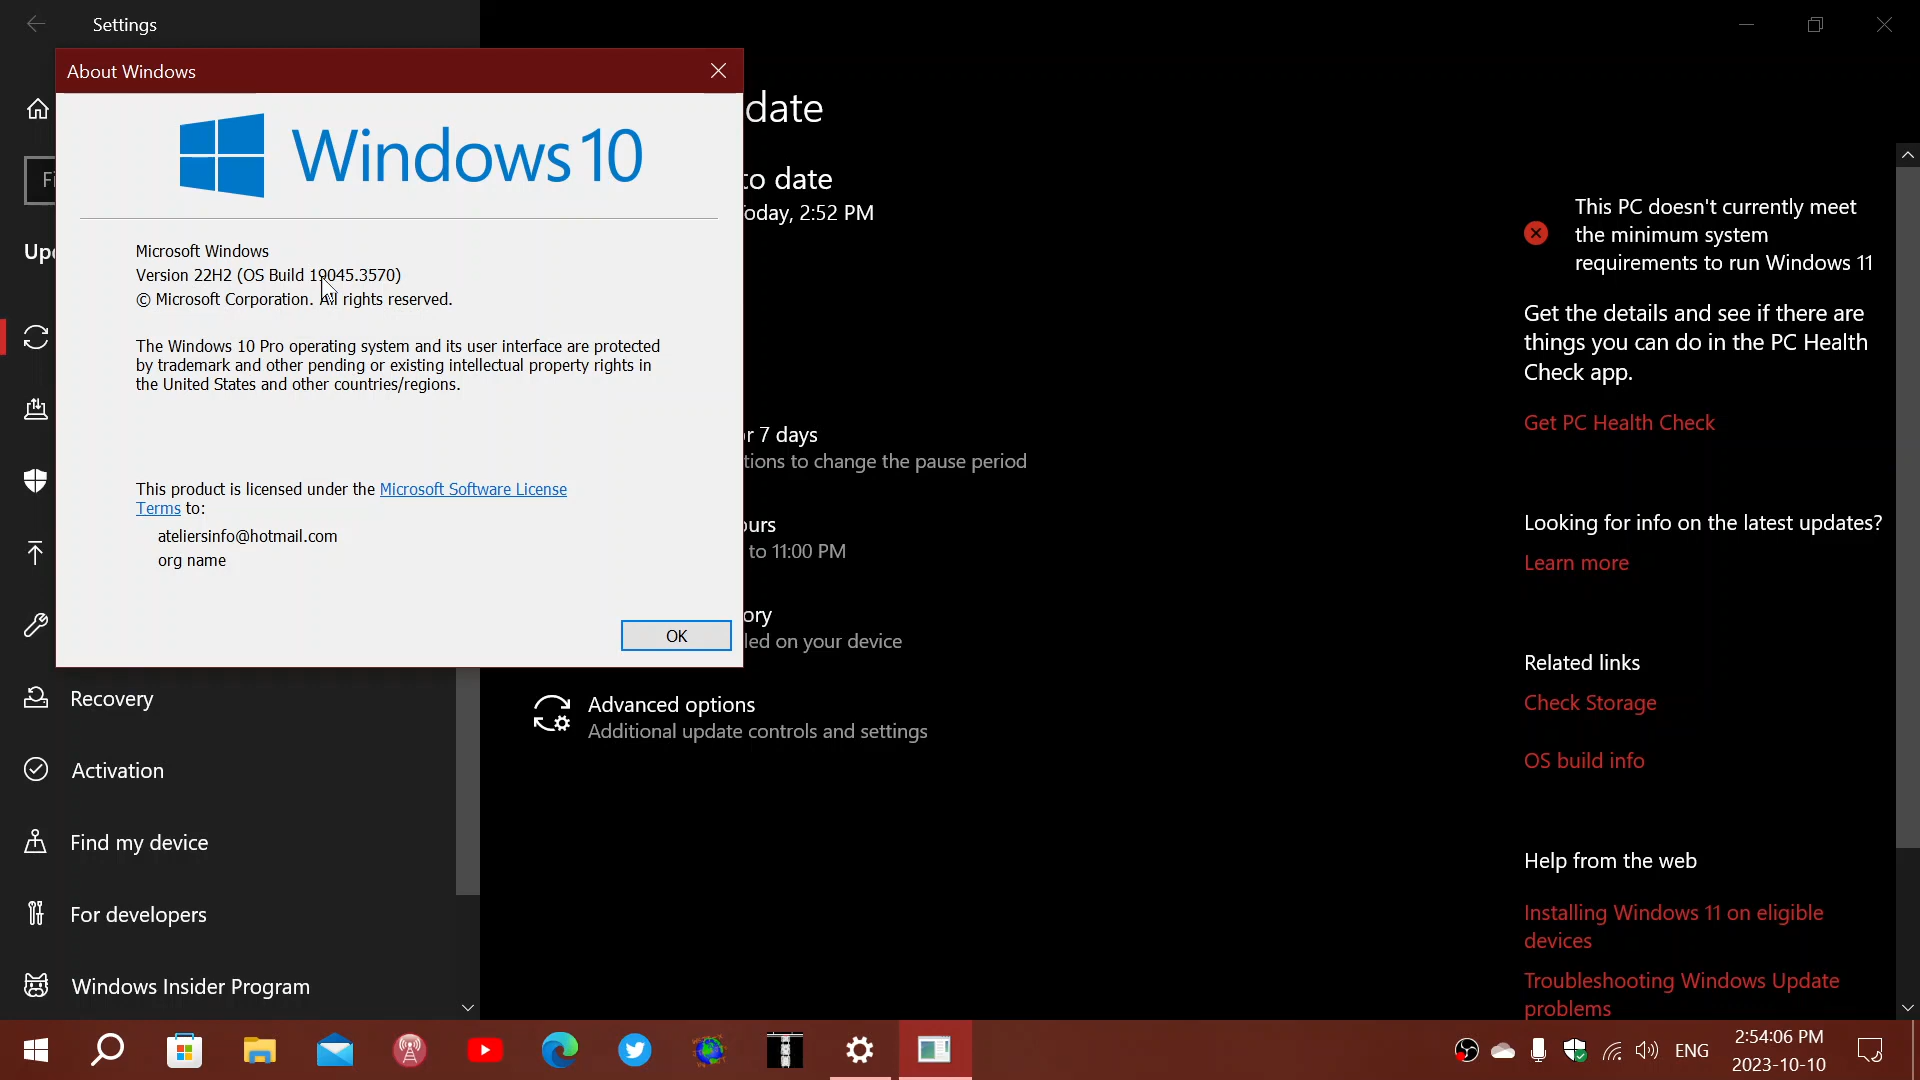 Settings
About Windows
Windows 10
Microsoft Windows
Version 22H2 (OS Build 19045.3570)
© Microsoft Corporation. All rights reserved.
The Windows 10 Pro operating system and its user interface are protected
by trademark and other pending or existing intellectual property rights in
the United States and other countries/regions.
This product is licensed under the Microsoft Software License
Terms to:
ateliersinfo@hotmail.com
org name
OK
date
to date
oday, 2:52 PM
r 7 days
tions to change the pause period
ours
to 11:00 PM
ory
led on your device
Advanced options
Additional update controls and settings
Fi
Up
Recovery
Activation
Find my device
For developers
Windows Insider Program
This PC doesn't currently meet
the minimum system
requirements to run Windows 11
Get the details and see if there are
things you can do in the PC Health
Check app.
Get PC Health Check
Looking for info on the latest updates?
Learn more
Related links
Check Storage
OS build info
Help from the web
Installing Windows 11 on eligible
devices
Troubleshooting Windows Update
problems
ENG
2:54:06 PM
2023-10-10